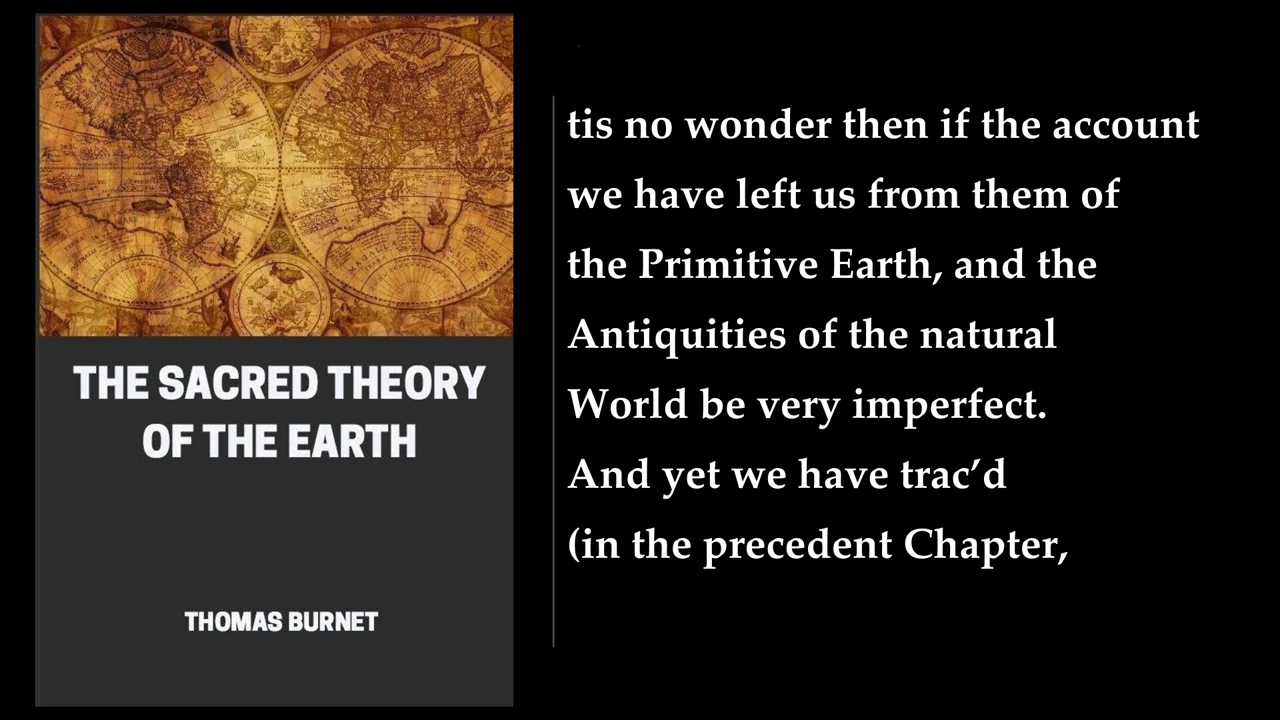 THE SACRED THEORY
OF THE EARTH
THOMAS BURNET
tis no wonder then if the account
we have left us from them of
the Primitive Earth, and the
Antiquities of the natural
World be very imperfect.
And yet we have trac’d
(in the precedent Chapter,